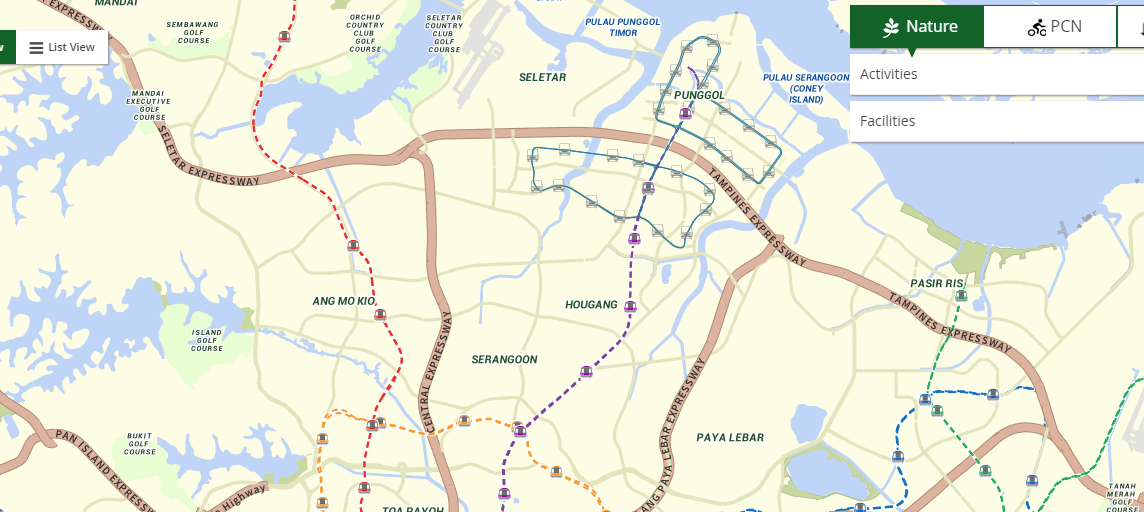 MANDAI
EXPRESSWAY
SEMBAWANG
GOLF
COURSE
ORCHID
COUNTRY
CLUB
GOLF
COURSE
SELETAR
COUNTRY
CLUB
GOLF
COURSE
PULAU PUNGGOL
TIMOR
Nature
PCN
List View
SELETAR
PULAU SERANGOON
(CONEY
ISLAND)
Activities
PUNGGOL
MANDAI
EXECUTIVE
GOLF
COURSE
Facilities
SELETAR EXPRESSWAY
TAMPINES EXPRESSWAY
PASIR RIS
ANG MO KIO
HOUGANG
TAMPINES EXPRESSWAY
ISLAND
GOLF
COURSE
CENTRAL EXPRESSWAY
SERANGOON
PAYA LEBAR EXPRESSWAY
PAYA LEBAR
BUKIT
GOLF
COURSE
PAN ISLAND EXPRESSW
Highway
TOA PAYOH
ANG
TANAH
MERAH
GOLF
COURSE